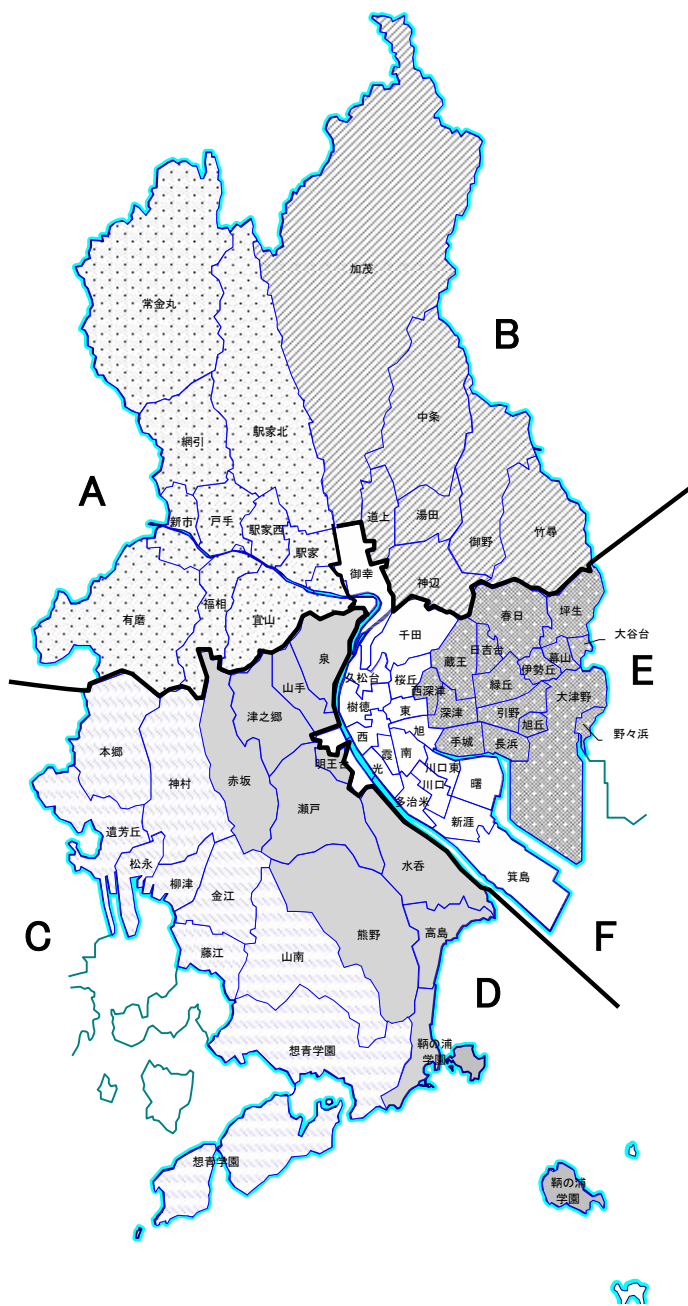 加茂
常金丸
B
中条
駅家北
網引
A
道上
湯田
新市
戸手
駅家西
御野
竹尋
駅家
御幸
神辺
福相
有磨
宜山
春日
坪生
千田
大谷台
日吉台
泉
蔵王
幕山
伊勢丘
E
久松台
桜丘
緑丘
山手
西深津
大津野
樹徳
東
深津
引野
津之郷
旭
旭丘
野々浜
西
手城
長浜
本郷
霞
南
明王台
光
川口東
神村
赤坂
川口
曙
多治米
瀬戸
新涯
遺芳丘
松永
水呑
箕島
柳津
金江
熊野
C
高島
F
藤江
山南
D
想青学園
鞆の浦
学園
想青学園
鞆の浦
学園